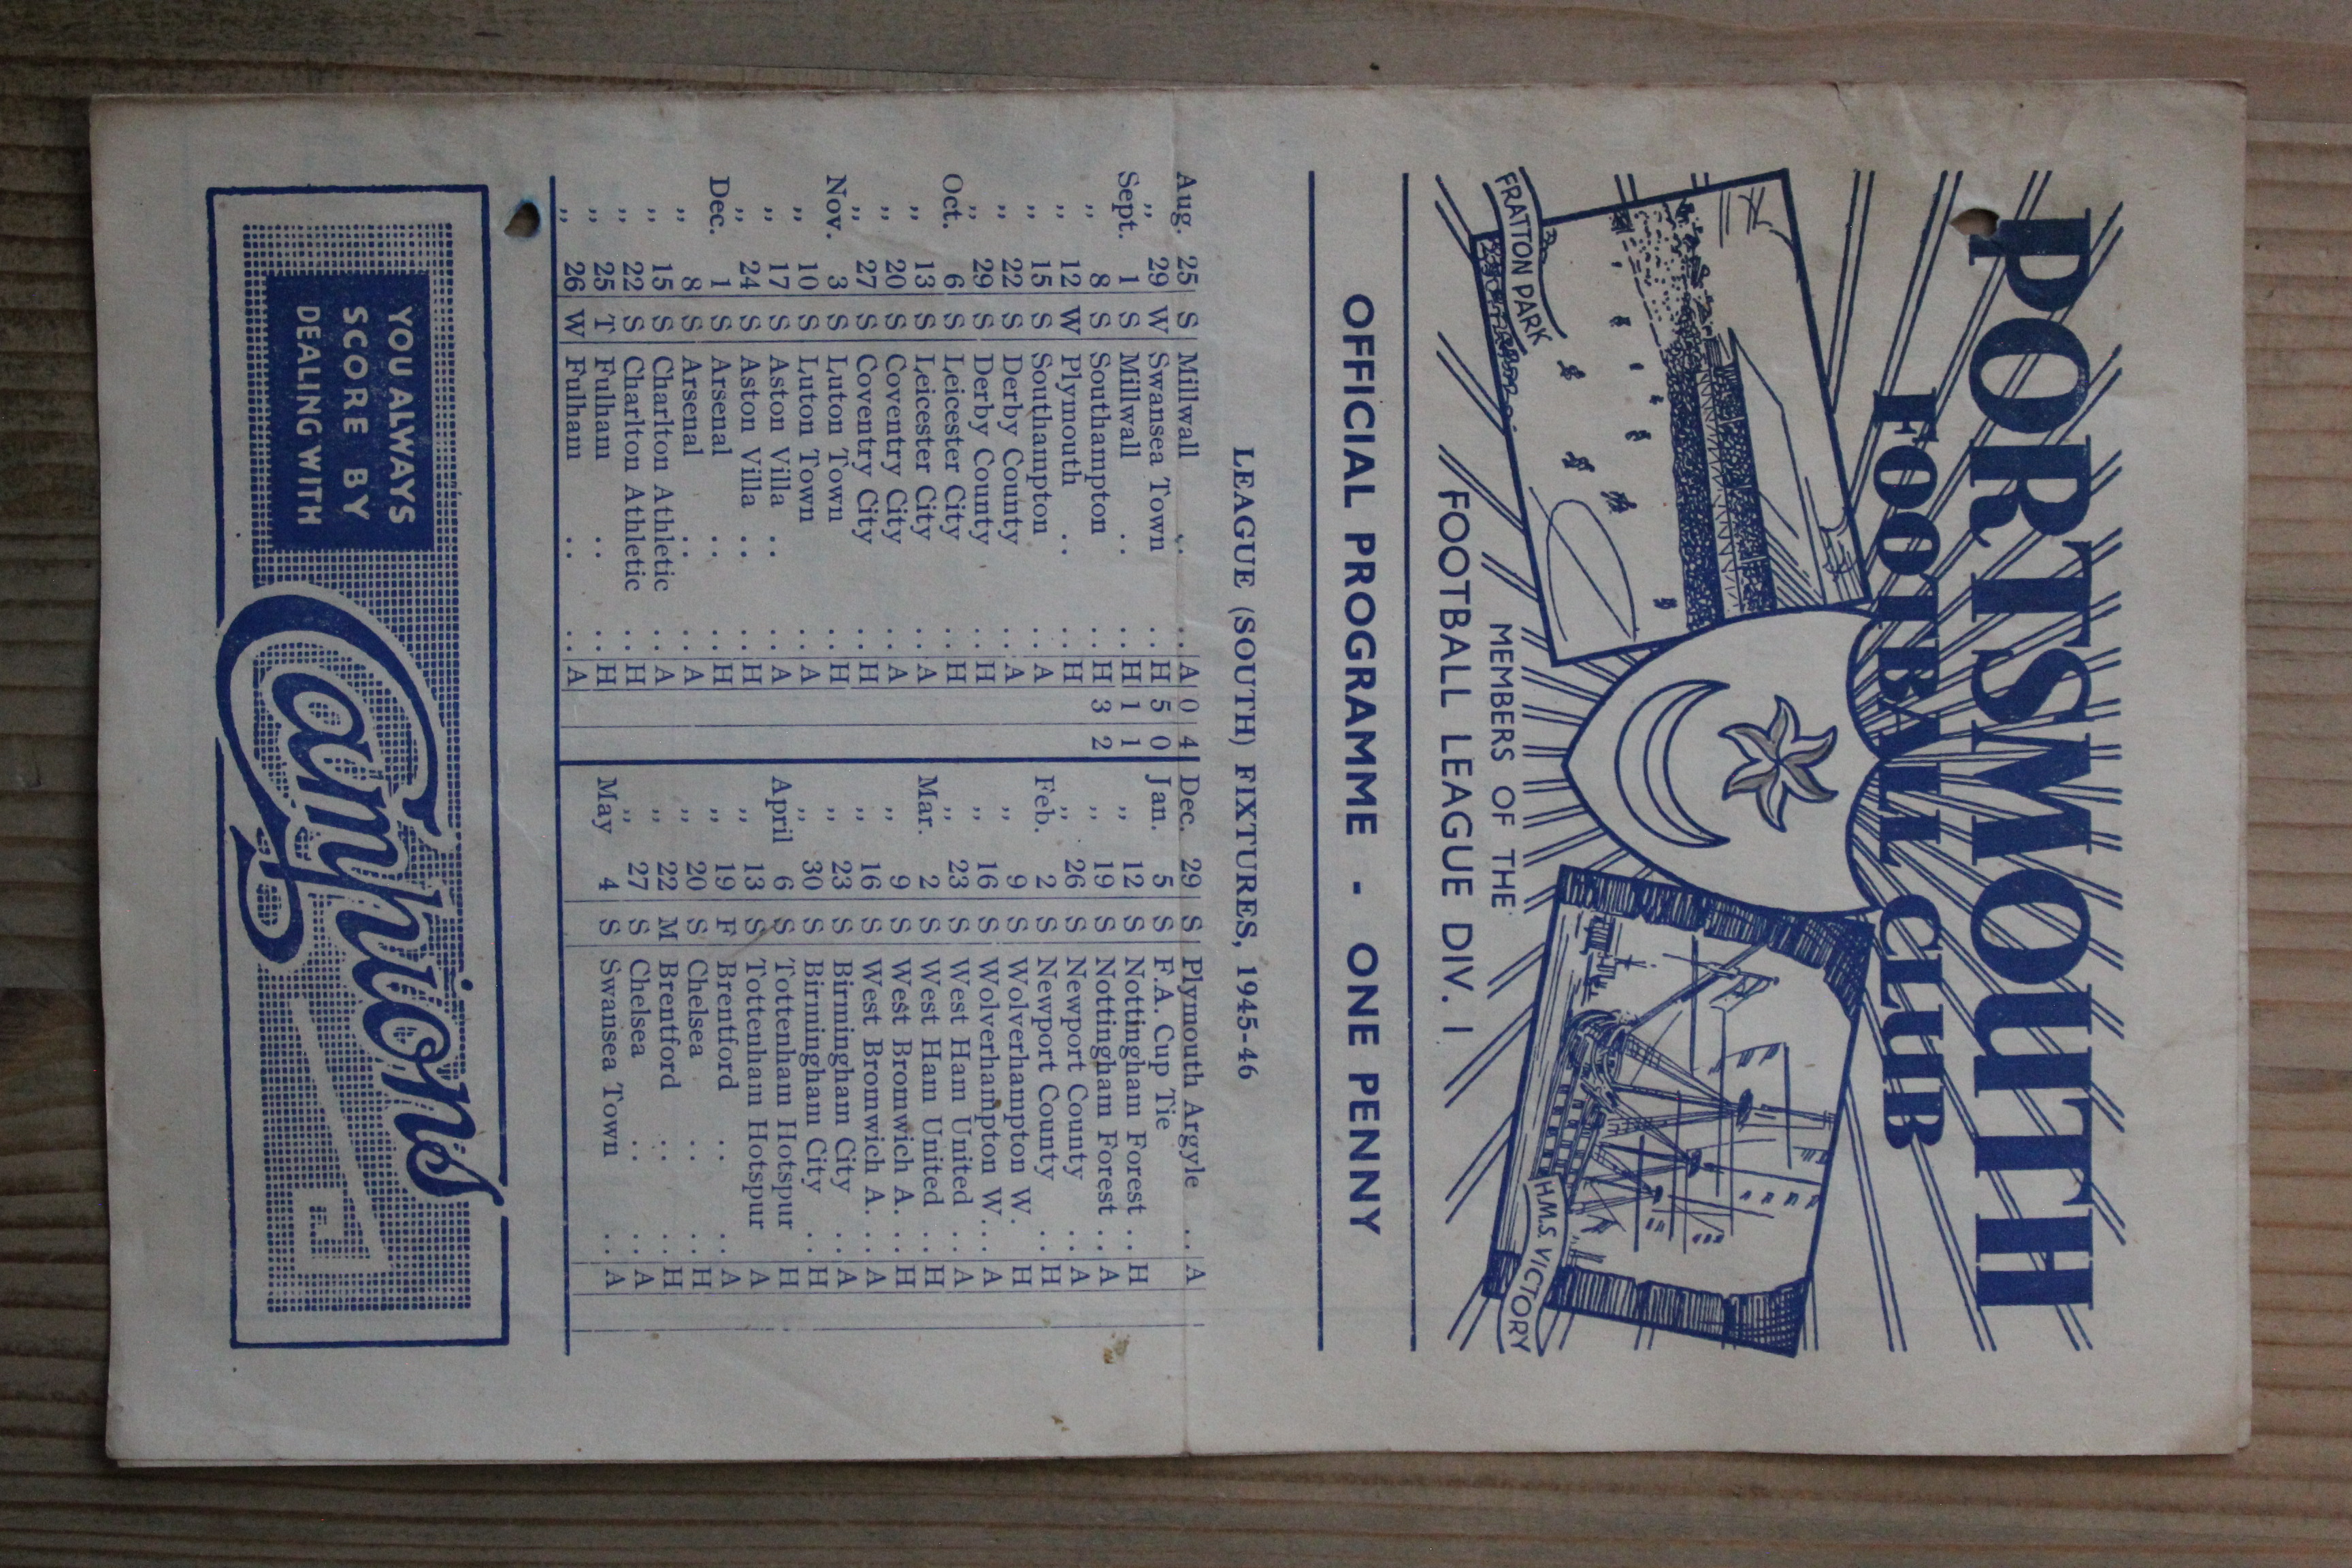 PORTSMOUTH
FOOTBALL CLUB
FRATTON PARK
H.M.S. VICTORY
MEMBERS OF THE
FOOTBALL LEAGUE DIV. I
OFFICIAL PROGRAMME - ONE PENNY
LEAGUE (SOUTH) FIXTURES, 1945-46
Aug. 25 S Millwall .. .. A 0 4
„ 29 W Swansea Town .. H 5 0
Sept. 1 S Millwall .. .. H 1 1
„ 8 S Southampton .. H 3 2
„ 12 W Plymouth .. .. H
„ 15 S Southampton .. A
„ 22 S Derby County .. A
„ 29 S Derby County .. H
Oct. 6 S Leicester City .. H
„ 13 S Leicester City .. A
„ 20 S Coventry City .. A
„ 27 S Coventry City .. H
Nov. 3 S Luton Town .. H
„ 10 S Luton Town .. A
„ 17 S Aston Villa .. .. A
„ 24 S Aston Villa .. .. H
Dec. 1 S Arsenal .. .. H
„ 8 S Arsenal .. .. A
„ 15 S Charlton Athletic .. A
„ 22 S Charlton Athletic .. H
„ 25 T Fulham .. .. H
„ 26 W Fulham .. .. A
Dec. 29 S Plymouth Argyle .. A
Jan. 5 S F.A. Cup Tie
„ 12 S Nottingham Forest .. H
„ 19 S Nottingham Forest .. A
„ 26 S Newport County .. A
Feb. 2 S Newport County .. H
„ 9 S Wolverhampton W. H
„ 16 S Wolverhampton W. .. A
„ 23 S West Ham United .. A
Mar. 2 S West Ham United .. H
„ 9 S West Bromwich A. .. H
„ 16 S West Bromwich A. .. A
„ 23 S Birmingham City .. A
„ 30 S Birmingham City .. H
April 6 S Tottenham Hotspur H
„ 13 S Tottenham Hotspur A
„ 19 F Brentford .. .. A
„ 20 S Chelsea .. .. H
„ 22 M Brentford .. .. H
„ 27 S Chelsea .. .. A
May 4 S Swansea Town .. A
YOU ALWAYS
SCORE BY
DEALING WITH
Camphions